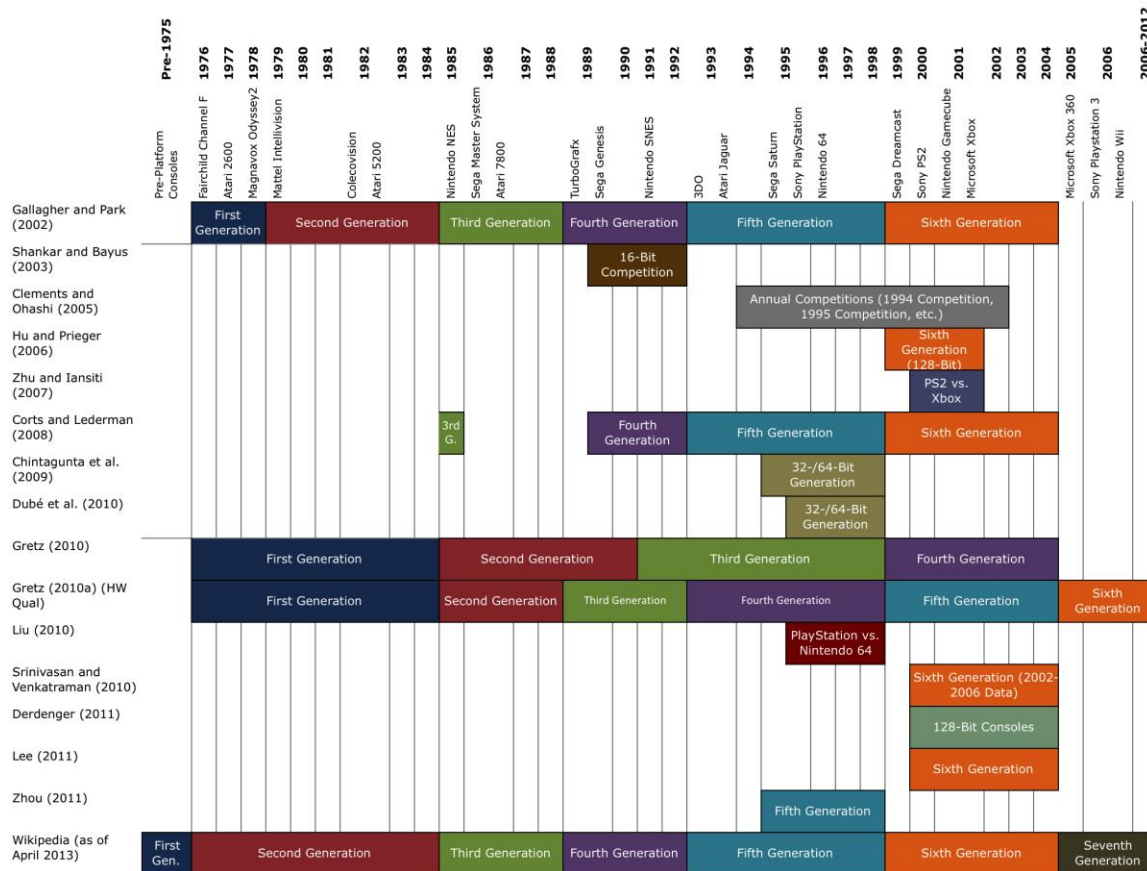 Pre-1975
1976
1977
1978
1979
1980
1981
1982
1983
1984
1985
1986
1987
1988
1989
1990
1991
1992
1993
1994
1995
1996
1997
1998
1999
2000
2001
2002
2003
2004
2005
2006
2006-2012
Pre-Platform
Consoles
Fairchild Channel F
Atari 2600
Magnavox Odyssey2
Mattel Intellivision
Colecovision
Atari 5200
Nintendo NES
Sega Master System
Atari 7800
TurboGrafx
Sega Genesis
Nintendo SNES
3DO
Atari Jaguar
Sega Saturn
Sony PlayStation
Nintendo 64
Sega Dreamcast
Sony PS2
Nintendo Gamecube
Microsoft Xbox
Microsoft Xbox 360
Sony Playstation 3
Nintendo Wii
Gallagher and Park
(2002)
First
Generation
Second Generation
Third Generation
Fourth Generation
Fifth Generation
Sixth Generation
Shankar and Bayus
(2003)
16-Bit
Competition
Clements and
Ohashi (2005)
Annual Competitions (1994 Competition,
1995 Competition, etc.)
Hu and Prieger
(2006)
Sixth
Generation
(128-Bit)
Zhu and Iansiti
(2007)
PS2 vs.
Xbox
Corts and Lederman
(2008)
3rd
G.
Fourth
Generation
Fifth Generation
Sixth Generation
Chintagunta et al.
(2009)
32-/64-Bit
Generation
Dubé et al. (2010)
32-/64-Bit
Generation
Gretz (2010)
First Generation
Second Generation
Third Generation
Fourth Generation
Gretz (2010a) (HW
Qual)
First Generation
Second Generation
Third Generation
Fourth Generation
Fifth Generation
Sixth
Generation
Liu (2010)
PlayStation vs.
Nintendo 64
Srinivasan and
Venkatraman (2010)
Sixth Generation (2002-
2006 Data)
Derdenger (2011)
128-Bit Consoles
Lee (2011)
Sixth Generation
Zhou (2011)
Fifth Generation
Wikipedia (as of
April 2013)
First
Gen.
Second Generation
Third Generation
Fourth Generation
Fifth Generation
Sixth Generation
Seventh
Generation